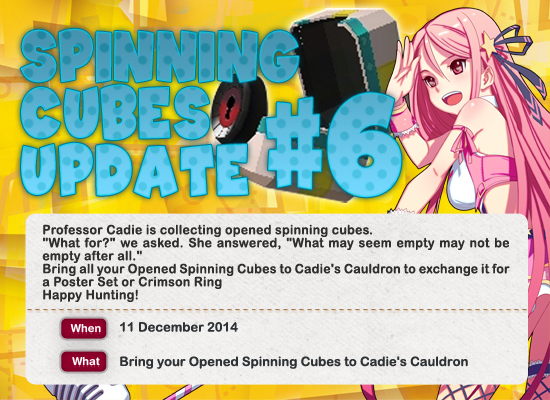 SPINNING
CUBES
UPDATE #6
Professor Cadie is collecting opened spinning cubes.
"What for?" we asked. She answered, "What may seem empty may not be
empty after all."
Bring all your Opened Spinning Cubes to Cadie's Cauldron to exchange it for
a Poster Set or Crimson Ring
Happy Hunting!
When 11 December 2014
What Bring your Opened Spinning Cubes to Cadie's Cauldron